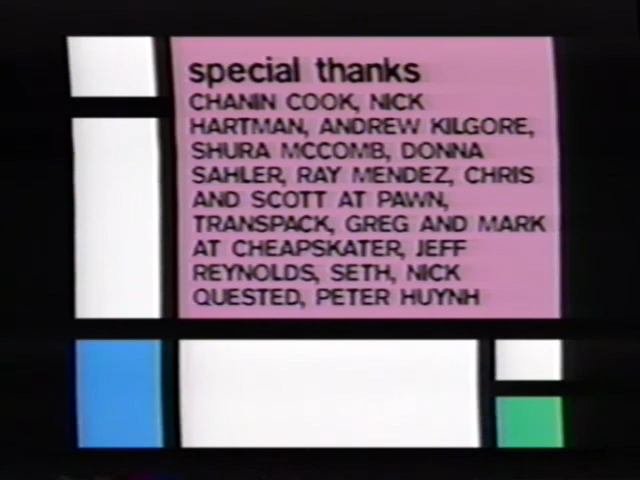 special thanks
CHANIN COOK, NICK
HARTMAN, ANDREW KILGORE,
SHURA MCCOMB, DONNA
SAHLER, RAY MENDEZ, CHRIS
AND SCOTT AT PAWN,
TRANSPACK, GREG AND MARK
AT CHEAPSKATER, JEFF
REYNOLDS, SETH, NICK
QUESTED, PETER HUYNH